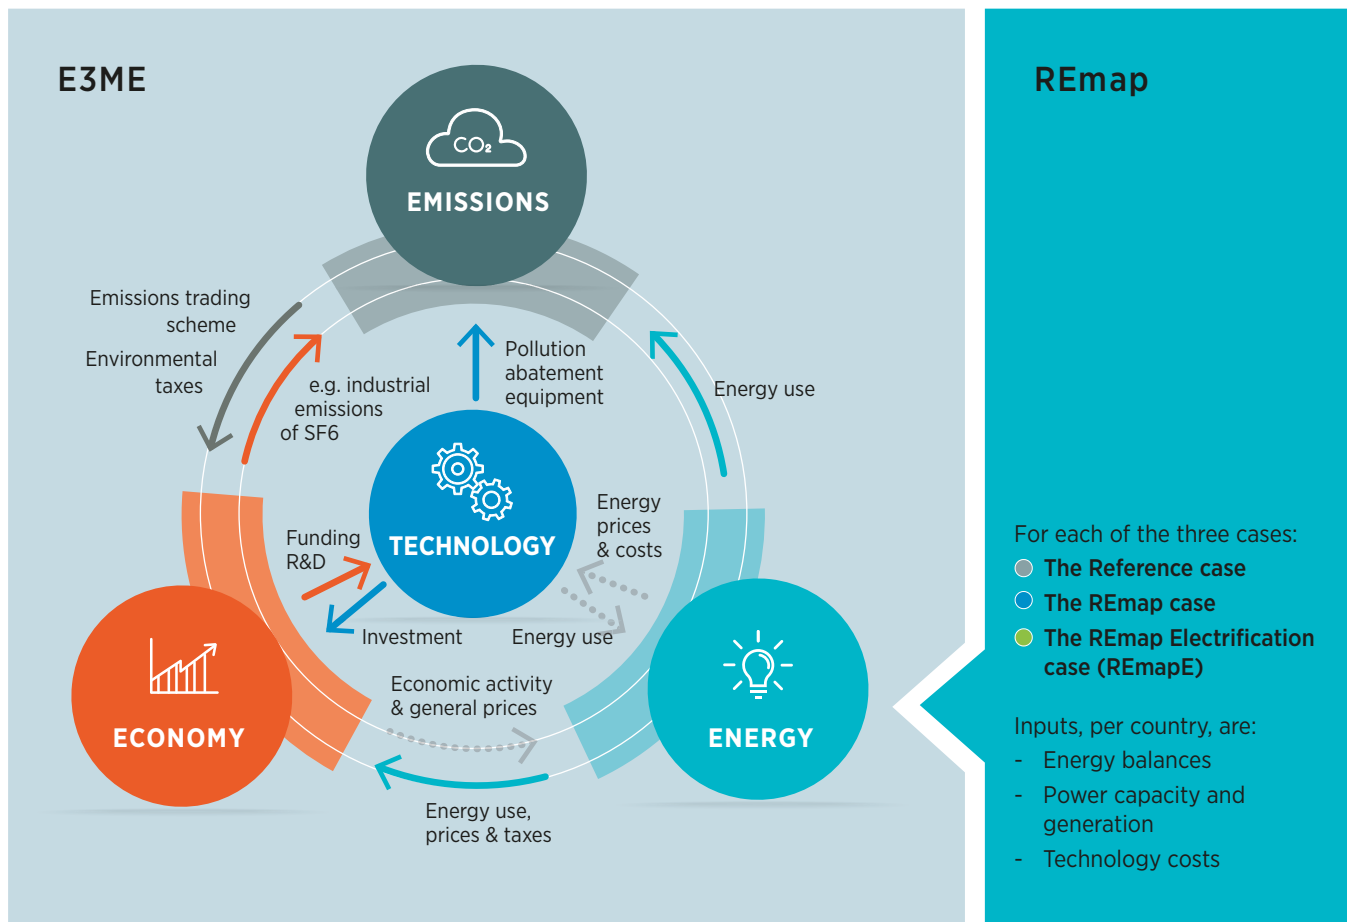 E3ME
REmap
CO₂
EMISSIONS
Emissions trading
scheme
Environmental
taxes
e.g. industrial
emissions
of SF6
Pollution
abatement
equipment
Energy use
TECHNOLOGY
Funding
R&D
Investment
Energy
prices
& costs
Energy use
Economic activity
& general prices
ECONOMY
ENERGY
Energy use,
prices & taxes
For each of the three cases:
The Reference case
The REmap case
The REmap Electrification
case (REmapE)
Inputs, per country, are:
- Energy balances
- Power capacity and
generation
- Technology costs